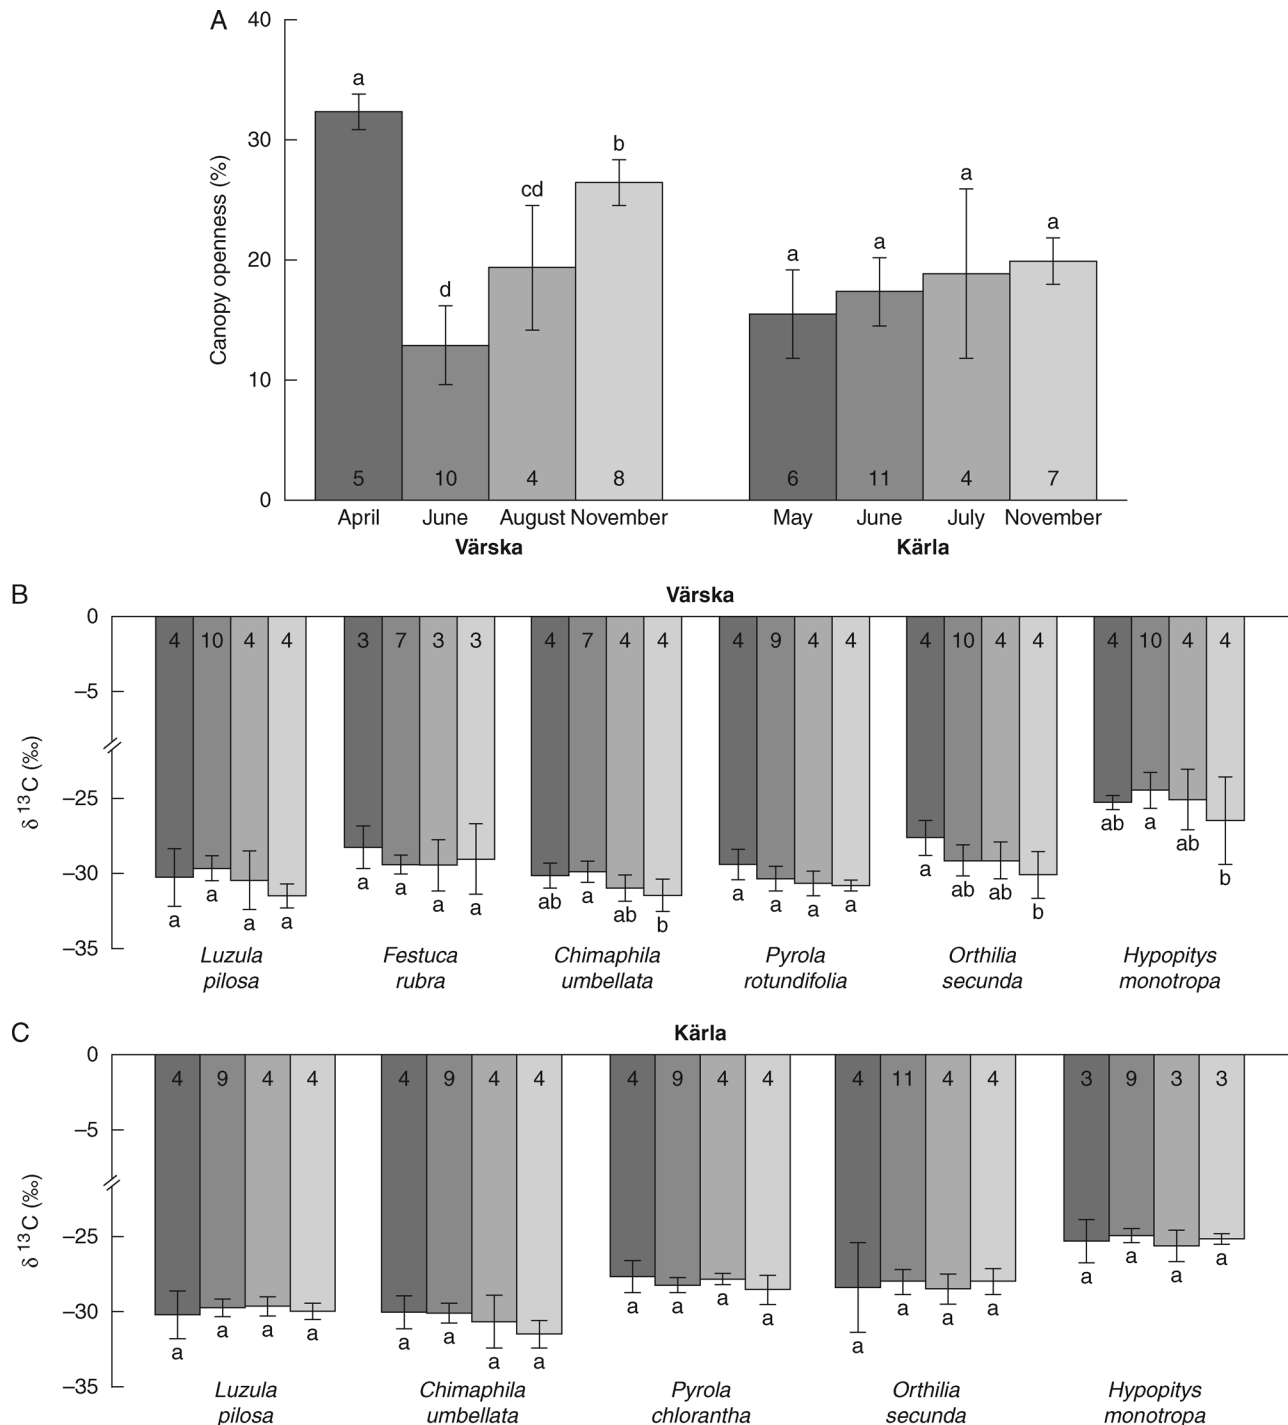 A
40
30
20
10
0
Canopy openness (%)
a
d
cd
b
a
a
a
a
5
10
4
8
6
11
4
7
April June August November May June July November
Värska Kärla
B
Värska
0
–5
–25
–30
–35
δ 13C (‰)
4 10 4 4 3 7 3 3 4 7 4 4 4 9 4 4 4 10 4 4 4 10 4 4
a a a a a a a a ab a ab b a a a a a ab ab b ab a ab b
Luzula Festuca Chimaphila Pyrola Orthilia Hypopitys
pilosa rubra umbellata rotundifolia secunda monotropa
C
Kärla
0
–5
–25
–30
–35
δ 13C (‰)
4 9 4 4 4 9 4 4 4 9 4 4 4 11 4 4 3 9 3 3
a a a a a a a a a a a a a a a a a a a a
Luzula Chimaphila Pyrola Orthilia Hypopitys
pilosa umbellata chlorantha secunda monotropa